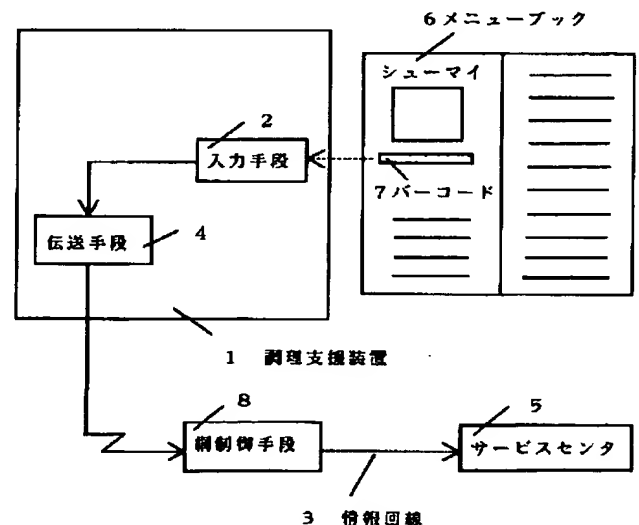 6 メニューブック
シューマイ
2
入力手段
7 バーコード
伝送手段
4
1 調理支援装置
8
網制御手段
5
サービスセンタ
3 情報回線